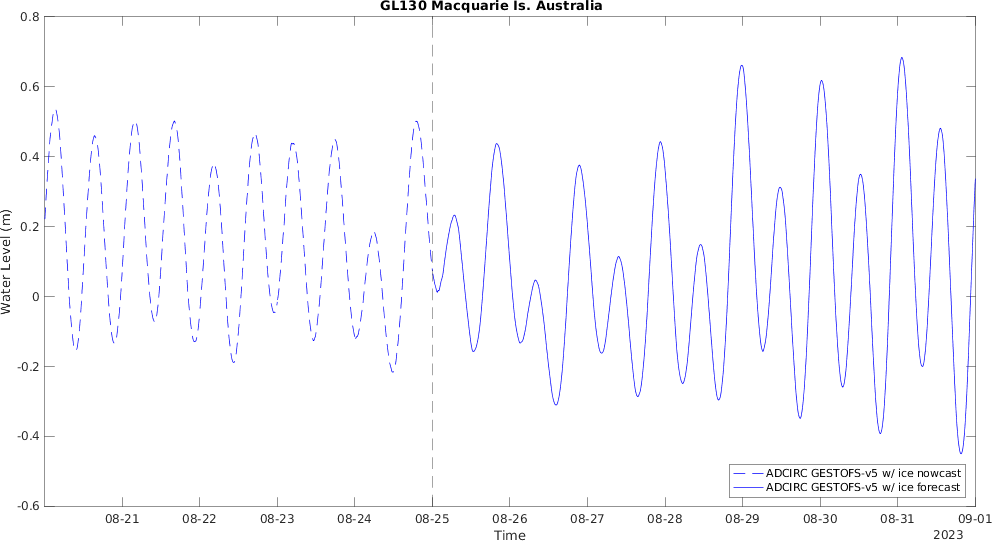 GL130 Macquarie Is. Australia
0.8
0.6
0.4
0.2
0
-0.2
-0.4
-0.6
Water Level (m)
ADCIRC GESTOFS-v5 w/ ice nowcast
ADCIRC GESTOFS-v5 w/ ice forecast
08-21 08-22 08-23 08-24 08-25 08-26 08-27 08-28 08-29 08-30 08-31 09-01
Time
2023